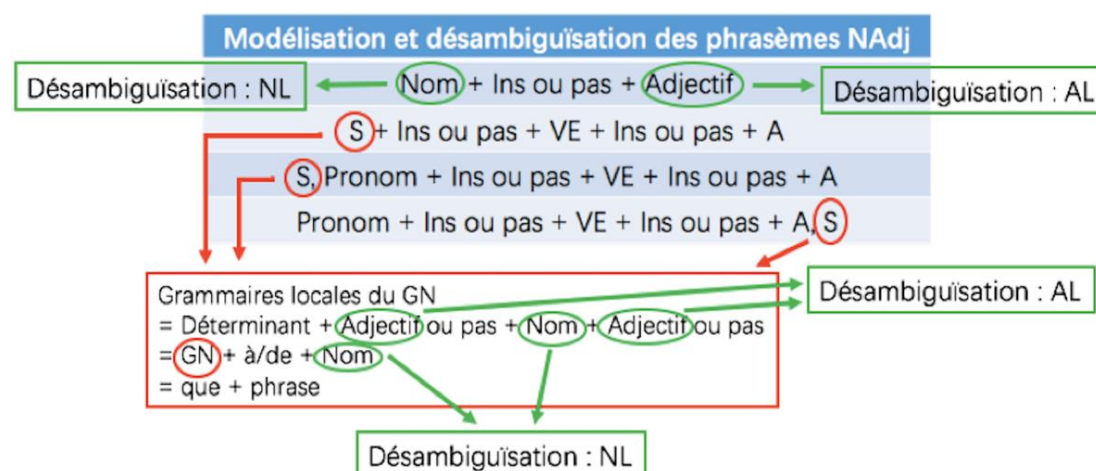 Modélisation et désambiguïsation des phrasèmes NAdj
Désambiguïsation : NL
Nom + Ins ou pas + Adjectif
Désambiguïsation : AL
S + Ins ou pas + VE + Ins ou pas + A
S, Pronom + Ins ou pas + VE + Ins ou pas + A
Pronom + Ins ou pas + VE + Ins ou pas + A, S
Grammaires locales du GN
= Déterminant + Adjectif ou pas + Nom + Adjectif ou pas
= GN + à/de + Nom
= que + phrase
Désambiguïsation : AL
Désambiguïsation : NL